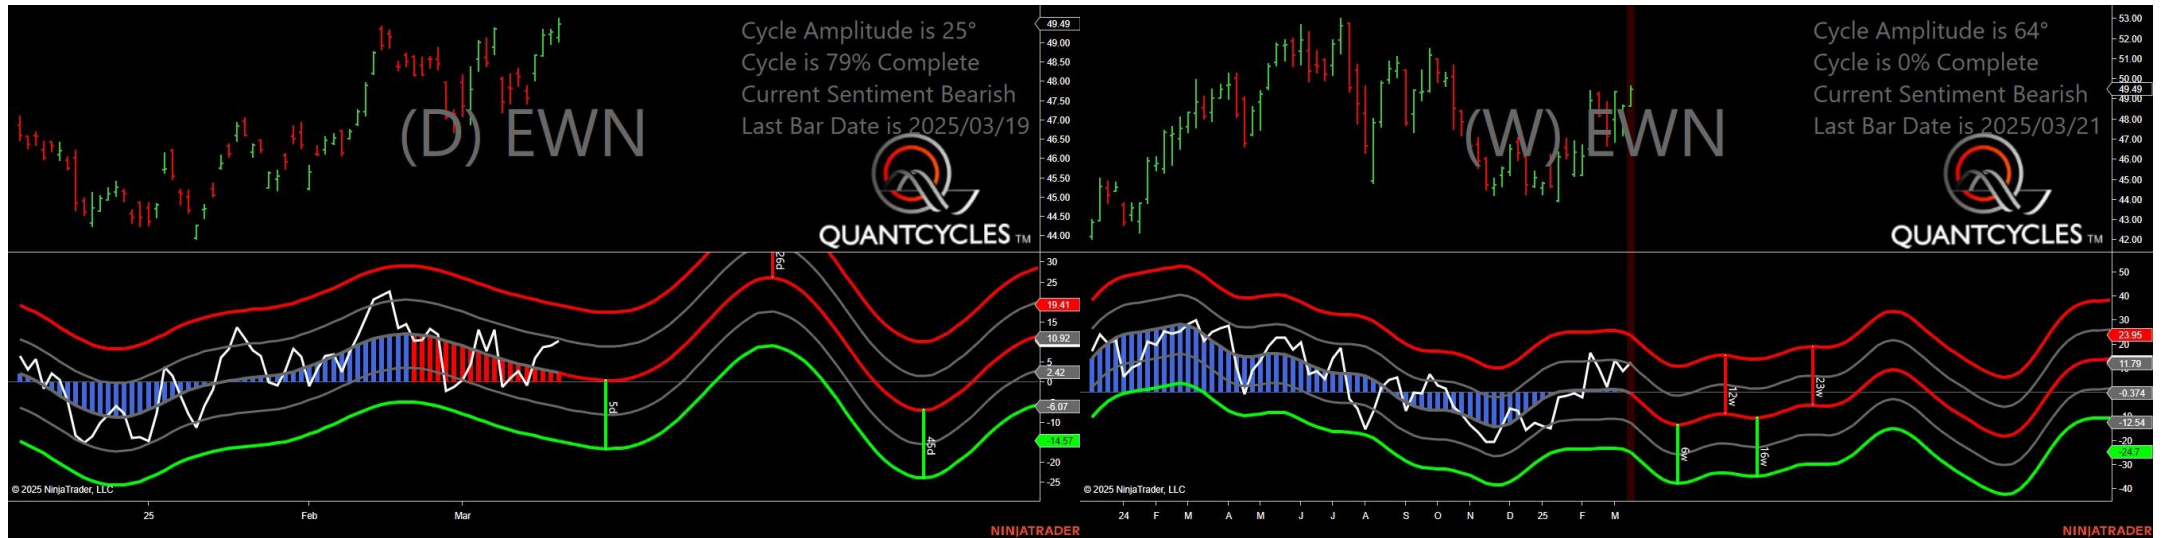 Cycle Amplitude is 25°
Cycle is 79% Complete
Current Sentiment Bearish
Last Bar Date is 2025/03/19
(D) EWN
QUANTCYCLES TM
49.49
49.00
48.50
48.00
47.50
47.00
46.50
46.00
45.50
45.00
44.50
44.00
26d
5d
45d
30
25
19.41
15
10.92
5
2.42
0
-6.07
-10
-14.57
-20
-25
© 2025 NinjaTrader, LLC
25
Feb
Mar
NINJATRADER
Cycle Amplitude is 64°
Cycle is 0% Complete
Current Sentiment Bearish
Last Bar Date is 2025/03/21
(W) EWN
QUANTCYCLES TM
53.00
52.00
51.00
50.00
49.49
49.00
48.00
47.00
46.00
45.00
44.00
43.00
42.00
12w
23w
6w
16w
50
40
30
23.95
20
11.79
-0.374
-12.54
-20
-24.7
-30
-40
© 2025 NinjaTrader, LLC
24
F
M
A
M
J
J
A
S
O
N
D
25
F
M
NINJATRADER